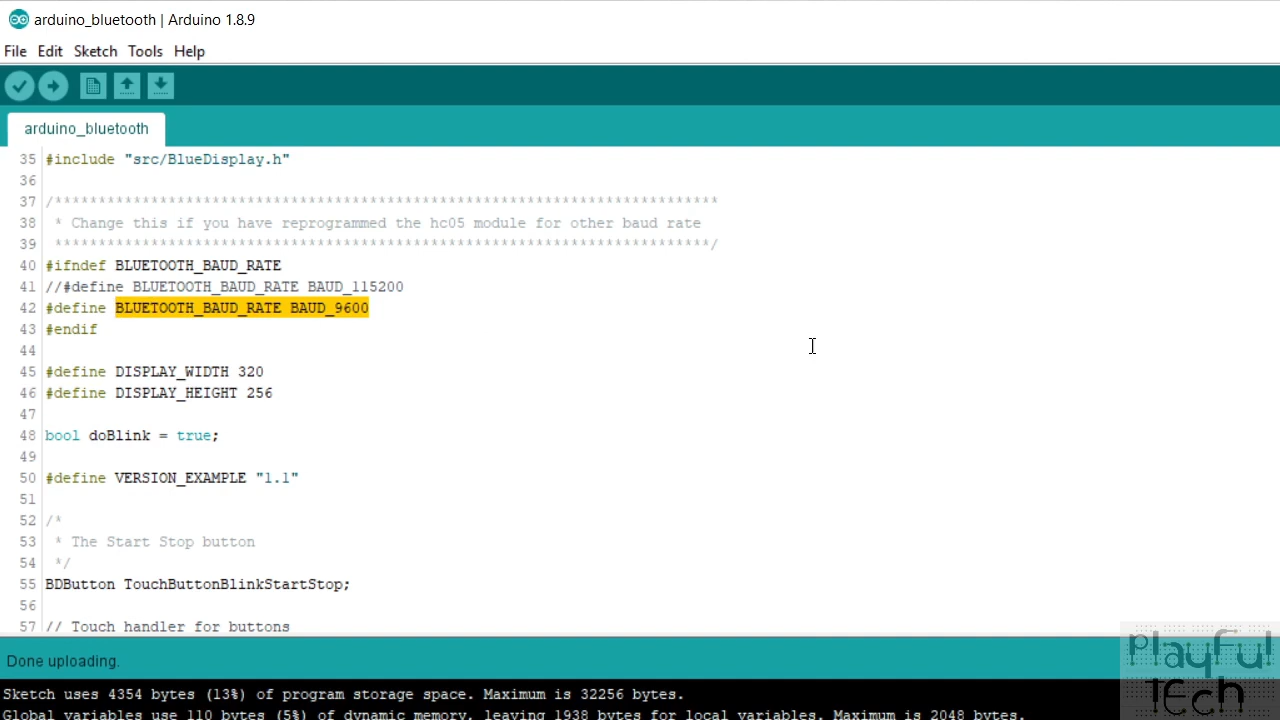 arduino_bluetooth | Arduino 1.8.9
File Edit Sketch Tools Help
arduino_bluetooth
35 #include "src/BlueDisplay.h"
36
37 /****************************************************************************
38 * Change this if you have reprogrammed the hc05 module for other baud rate
39 ***************************************************************************/
40 #ifndef BLUETOOTH_BAUD_RATE
41 //#define BLUETOOTH_BAUD_RATE BAUD_115200
42 #define BLUETOOTH_BAUD_RATE BAUD_9600
43 #endif
44
45 #define DISPLAY_WIDTH 320
46 #define DISPLAY_HEIGHT 256
47
48 bool doBlink = true;
49
50 #define VERSION_EXAMPLE "1.1"
51
52 /*
53 * The Start Stop button
54 */
55 BDButton TouchButtonBlinkStartStop;
56
57 // Touch handler for buttons
Done uploading.
Sketch uses 4354 bytes (13%) of program storage space. Maximum is 32256 bytes.
Global variables use 110 bytes (5%) of dynamic memory, leaving 1938 bytes for local variables. Maximum is 2048 bytes.
PlayFul
TEch